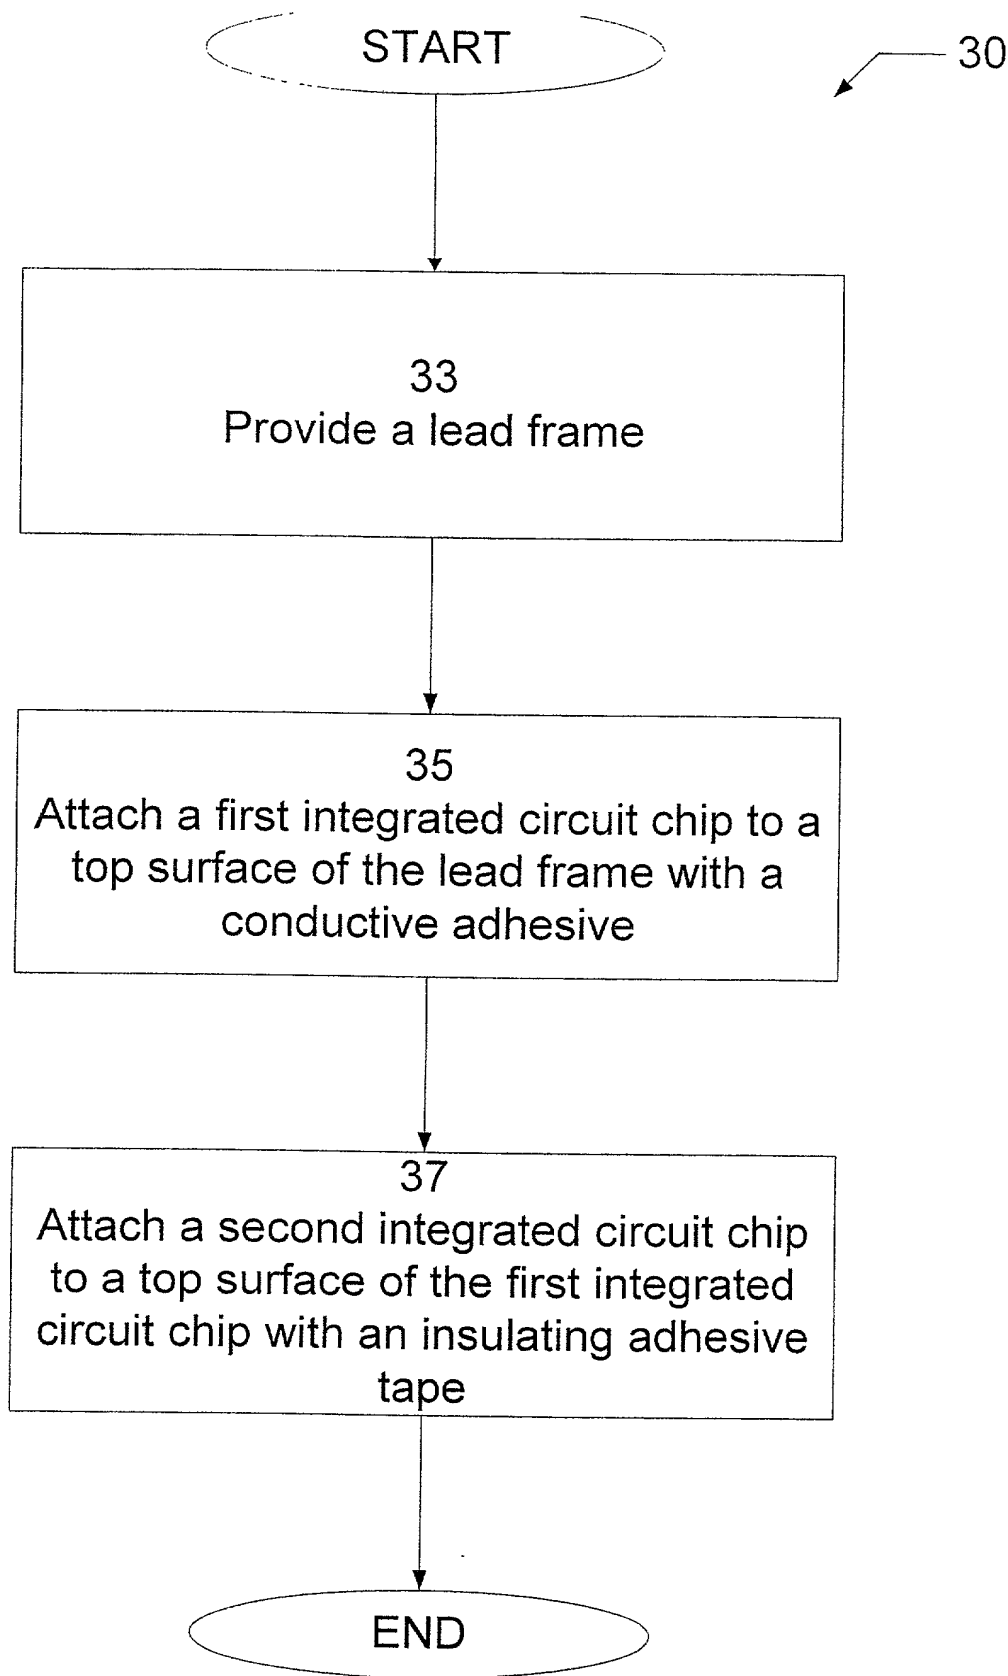 START
30
33
Provide a lead frame
35
Attach a first integrated circuit chip to a
top surface of the lead frame with a
conductive adhesive
37
Attach a second integrated circuit chip
to a top surface of the first integrated
circuit chip with an insulating adhesive
tape
END